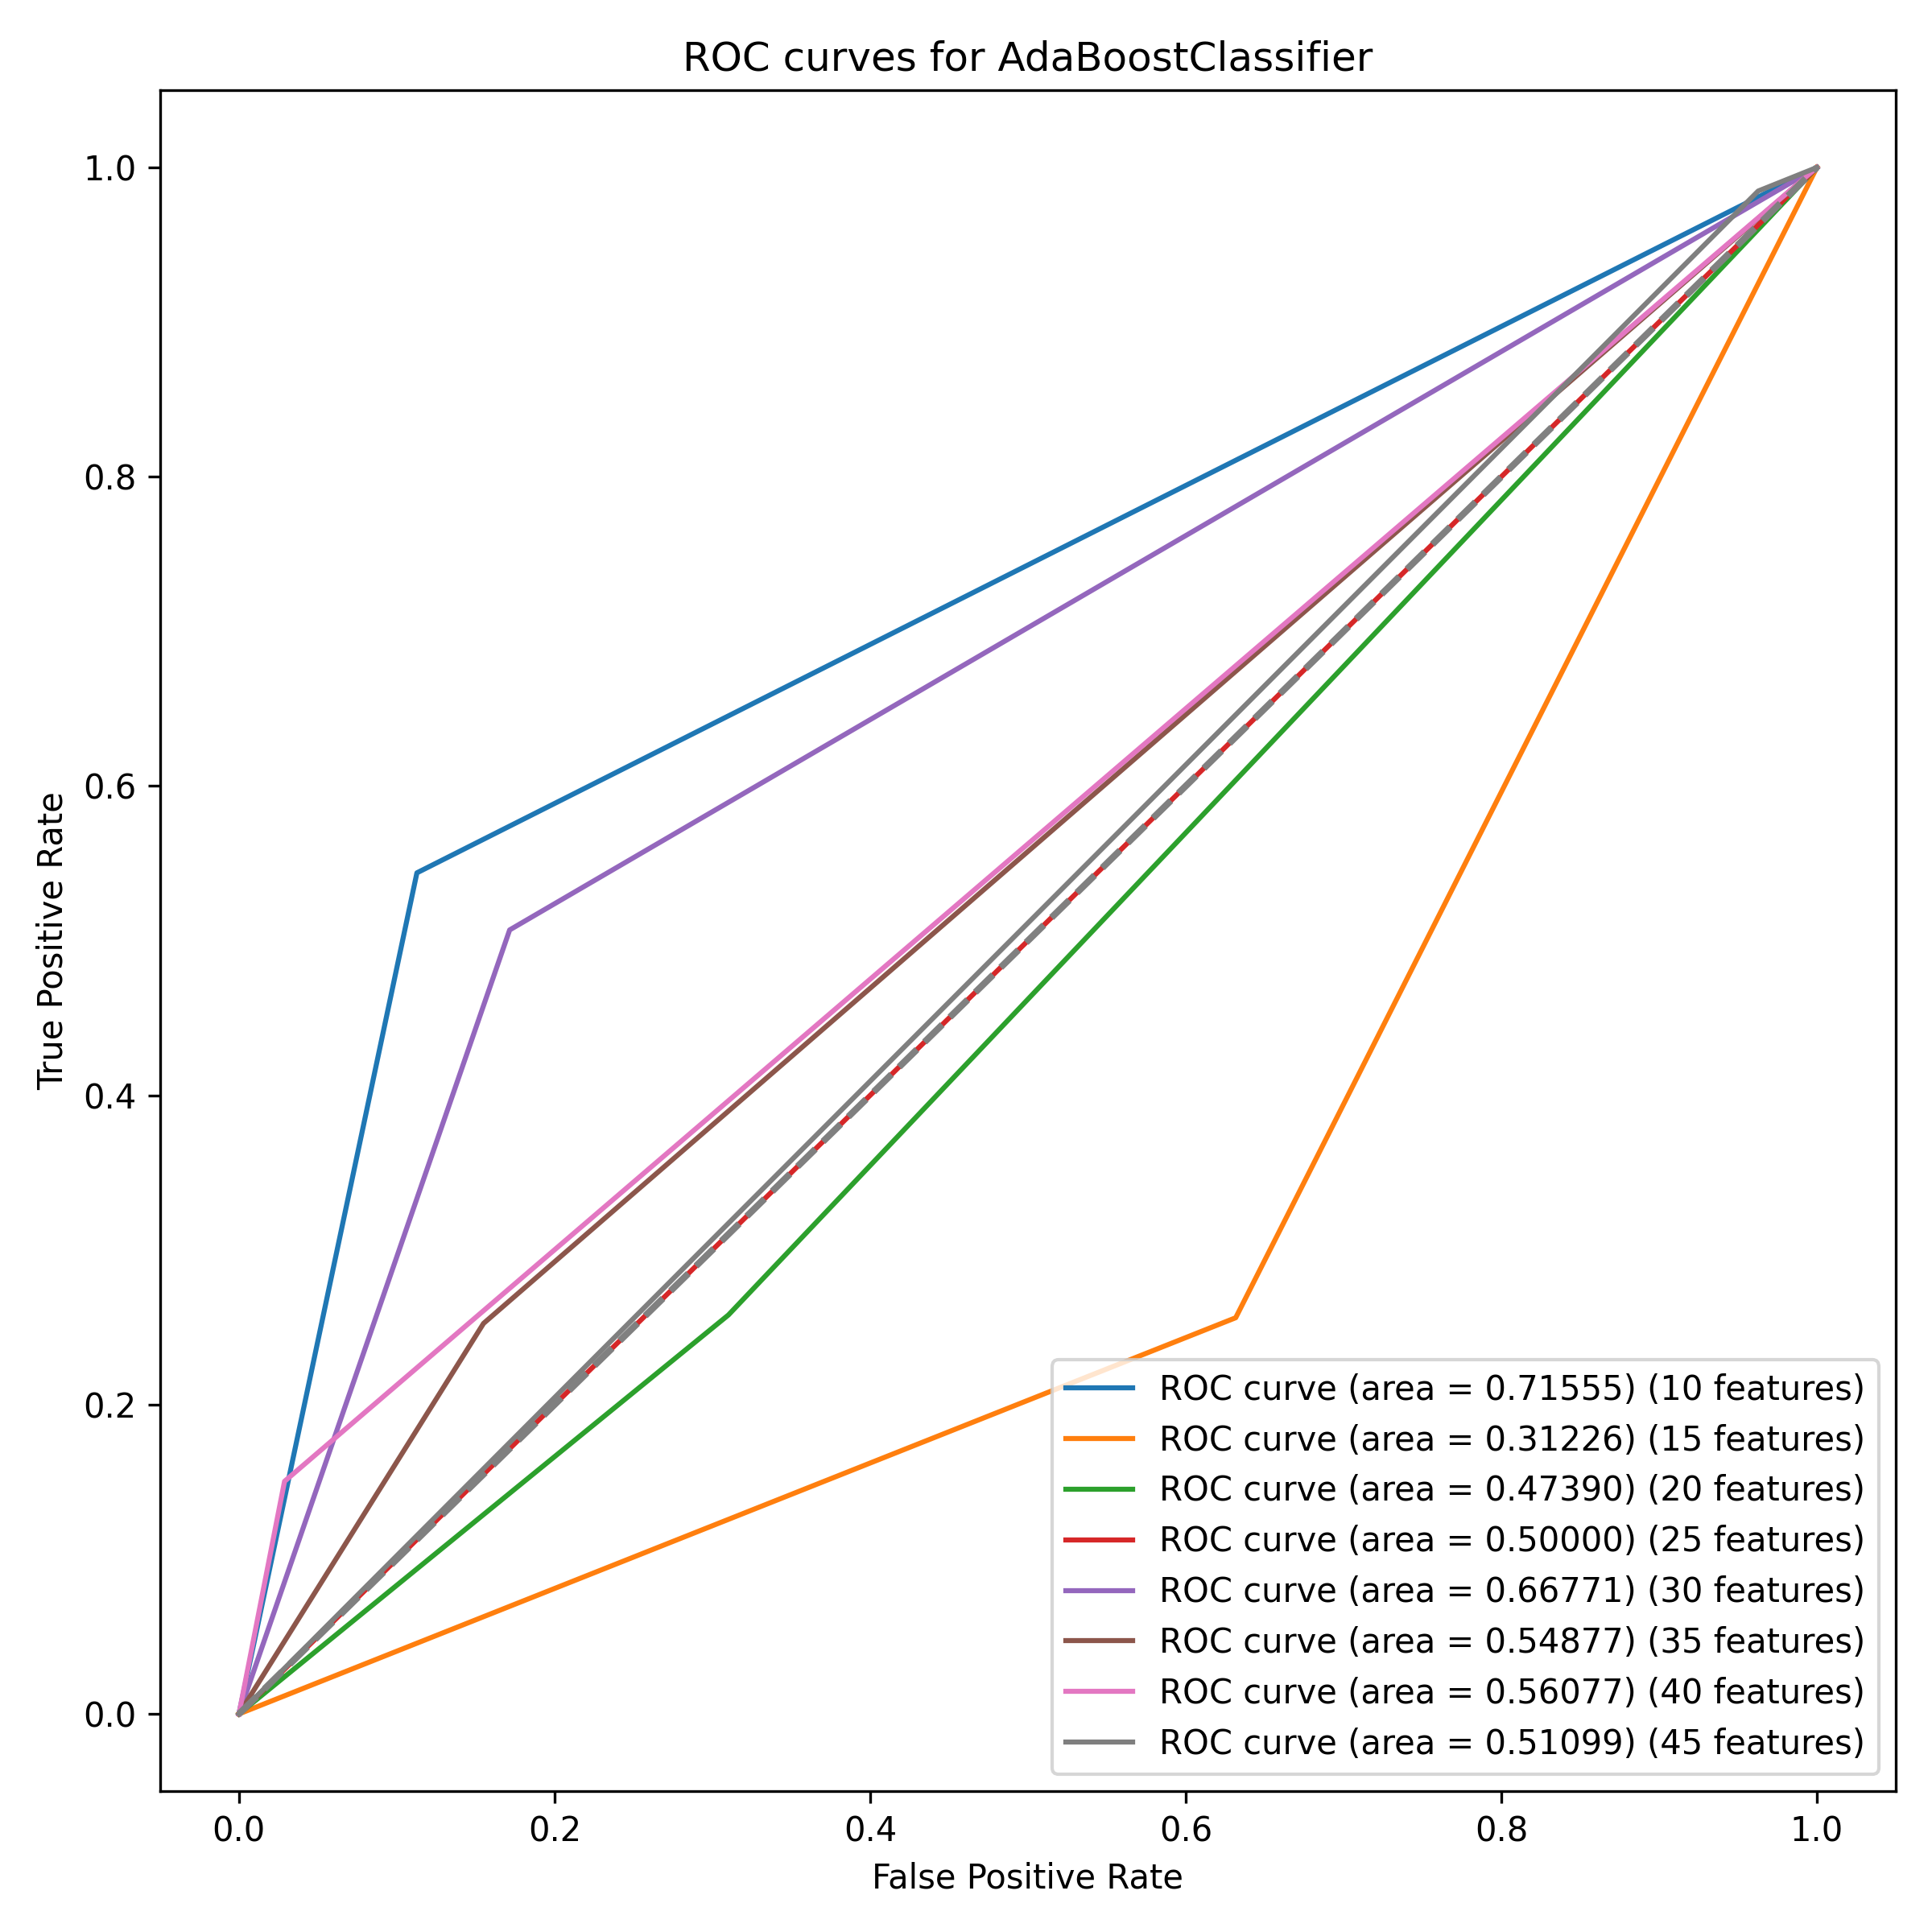 ROC curves for AdaBoostClassifier
True Positive Rate
1.0
0.8
0.6
0.4
0.2
0.0
ROC curve (area = 0.71555) (10 features)
ROC curve (area = 0.31226) (15 features)
ROC curve (area = 0.47390) (20 features)
ROC curve (area = 0.50000) (25 features)
ROC curve (area = 0.66771) (30 features)
ROC curve (area = 0.54877) (35 features)
ROC curve (area = 0.56077) (40 features)
ROC curve (area = 0.51099) (45 features)
0.0 0.2 0.4 0.6 0.8 1.0
False Positive Rate